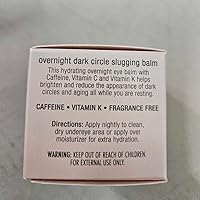 overnight dark circle slugging balm
This hydrating overnight eye balm with
Caffeine, Vitamin C and Vitamin K helps
brighten and reduce the appearance of dark
circles and aging all while you are resting.
CAFFEINE • VITAMIN K • FRAGRANCE FREE
Directions: Apply nightly to clean,
dry undereye area or apply over
moisturizer for extra hydration.
WARNING: KEEP OUT OF REACH OF CHILDREN.
FOR EXTERNAL USE ONLY.